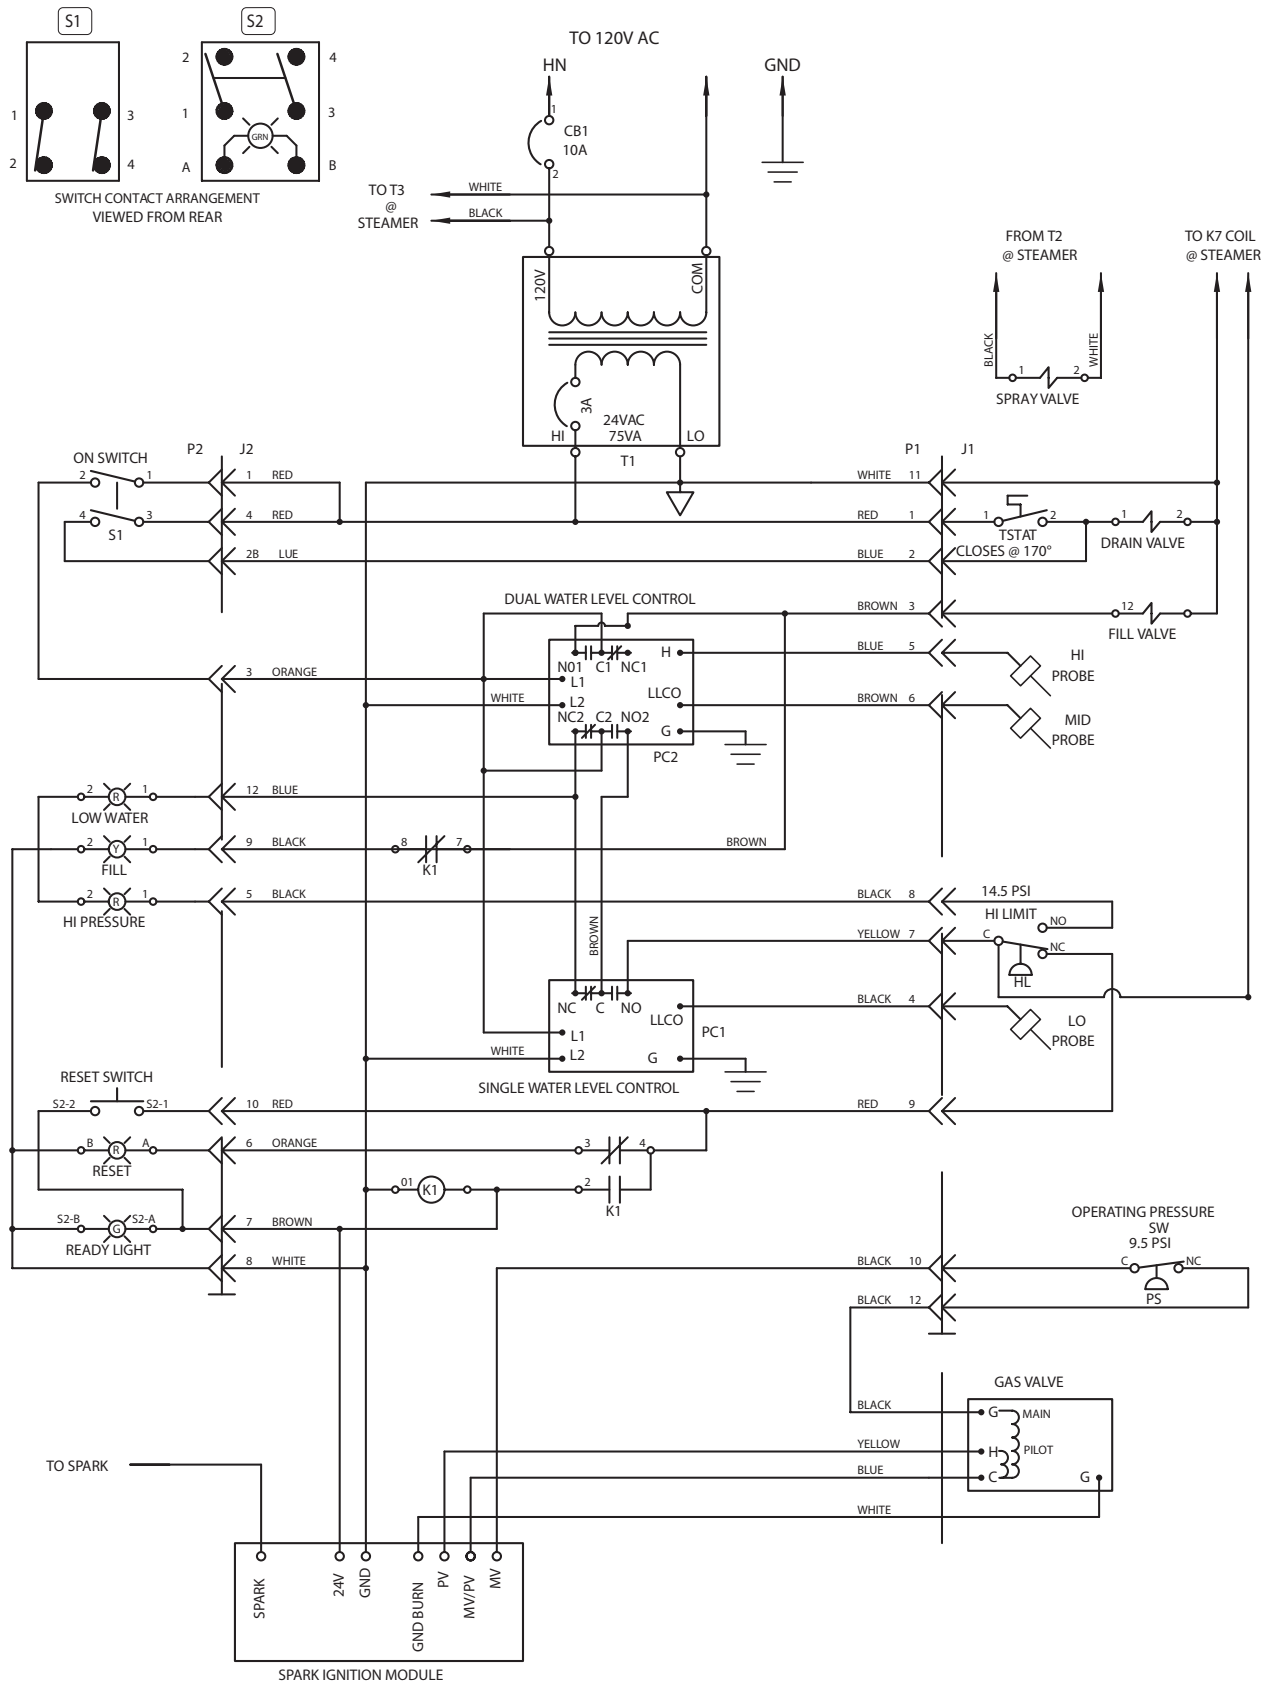 S1
S2
2
4
1
3
1
3
GRN
2
4
A
B
SWITCH CONTACT ARRANGEMENT
VIEWED FROM REAR
TO 120V AC
HN
GND
1
CB1
10A
2
TO T3
@
STEAMER
WHITE
BLACK
120V
COM
3A
24VAC
75VA
HI
LO
T1
FROM T2
@ STEAMER
TO K7 COIL
@ STEAMER
BLACK
WHITE
1
2
SPRAY VALVE
P2
J2
P1
J1
ON SWITCH
2
1
1
RED
WHITE
11
4
3
4
RED
RED
1
1
2
1
2
S1
TSTAT
CLOSES @ 170°
DRAIN VALVE
2B
LUE
BLUE
2
DUAL WATER LEVEL CONTROL
BROWN
3
12
FILL VALVE
N01
C1
NC1
H
BLUE
5
HI
PROBE
3
ORANGE
L1
WHITE
L2
LLCO
BROWN
6
MID
PROBE
NC2
C2
NO2
G
PC2
2
R
1
12
BLUE
LOW WATER
2
Y
1
9
BLACK
8
7
BROWN
FILL
K1
2
R
1
5
BLACK
BLACK
8
14.5 PSI
HI PRESSURE
HI LIMIT
NO
BROWN
YELLOW
7
C
NC
HL
NC
C
NO
LLCO
BLACK
4
LO
PROBE
PC1
L1
WHITE
L2
G
RESET SWITCH
SINGLE WATER LEVEL CONTROL
S2-2
S2-1
10
RED
RED
9
B
R
A
6
ORANGE
3
4
RESET
01
K1
2
K1
S2-B
G
S2-A
7
BROWN
READY LIGHT
OPERATING PRESSURE
SW
9.5 PSI
8
WHITE
BLACK
10
C
NC
PS
BLACK
12
GAS VALVE
BLACK
G
MAIN
YELLOW
H
PILOT
TO SPARK
BLUE
C
G
WHITE
SPARK
24V
GND
GND BURN
PV
MV/PV
MV
SPARK IGNITION MODULE